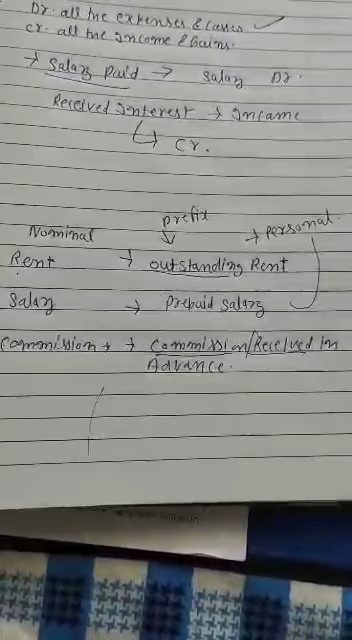 Dr. all the expenses & losses ✓
Cr. all the Income & Gains.
→ Salary Paid → Salary Dr.
Received Interest → Income
↳ Cr.
prefix
Nominal ↓ → Personal.
Rent → outstanding Rent
Salary → Prepaid Salary
Commission → → Commission/Received in
Advance.